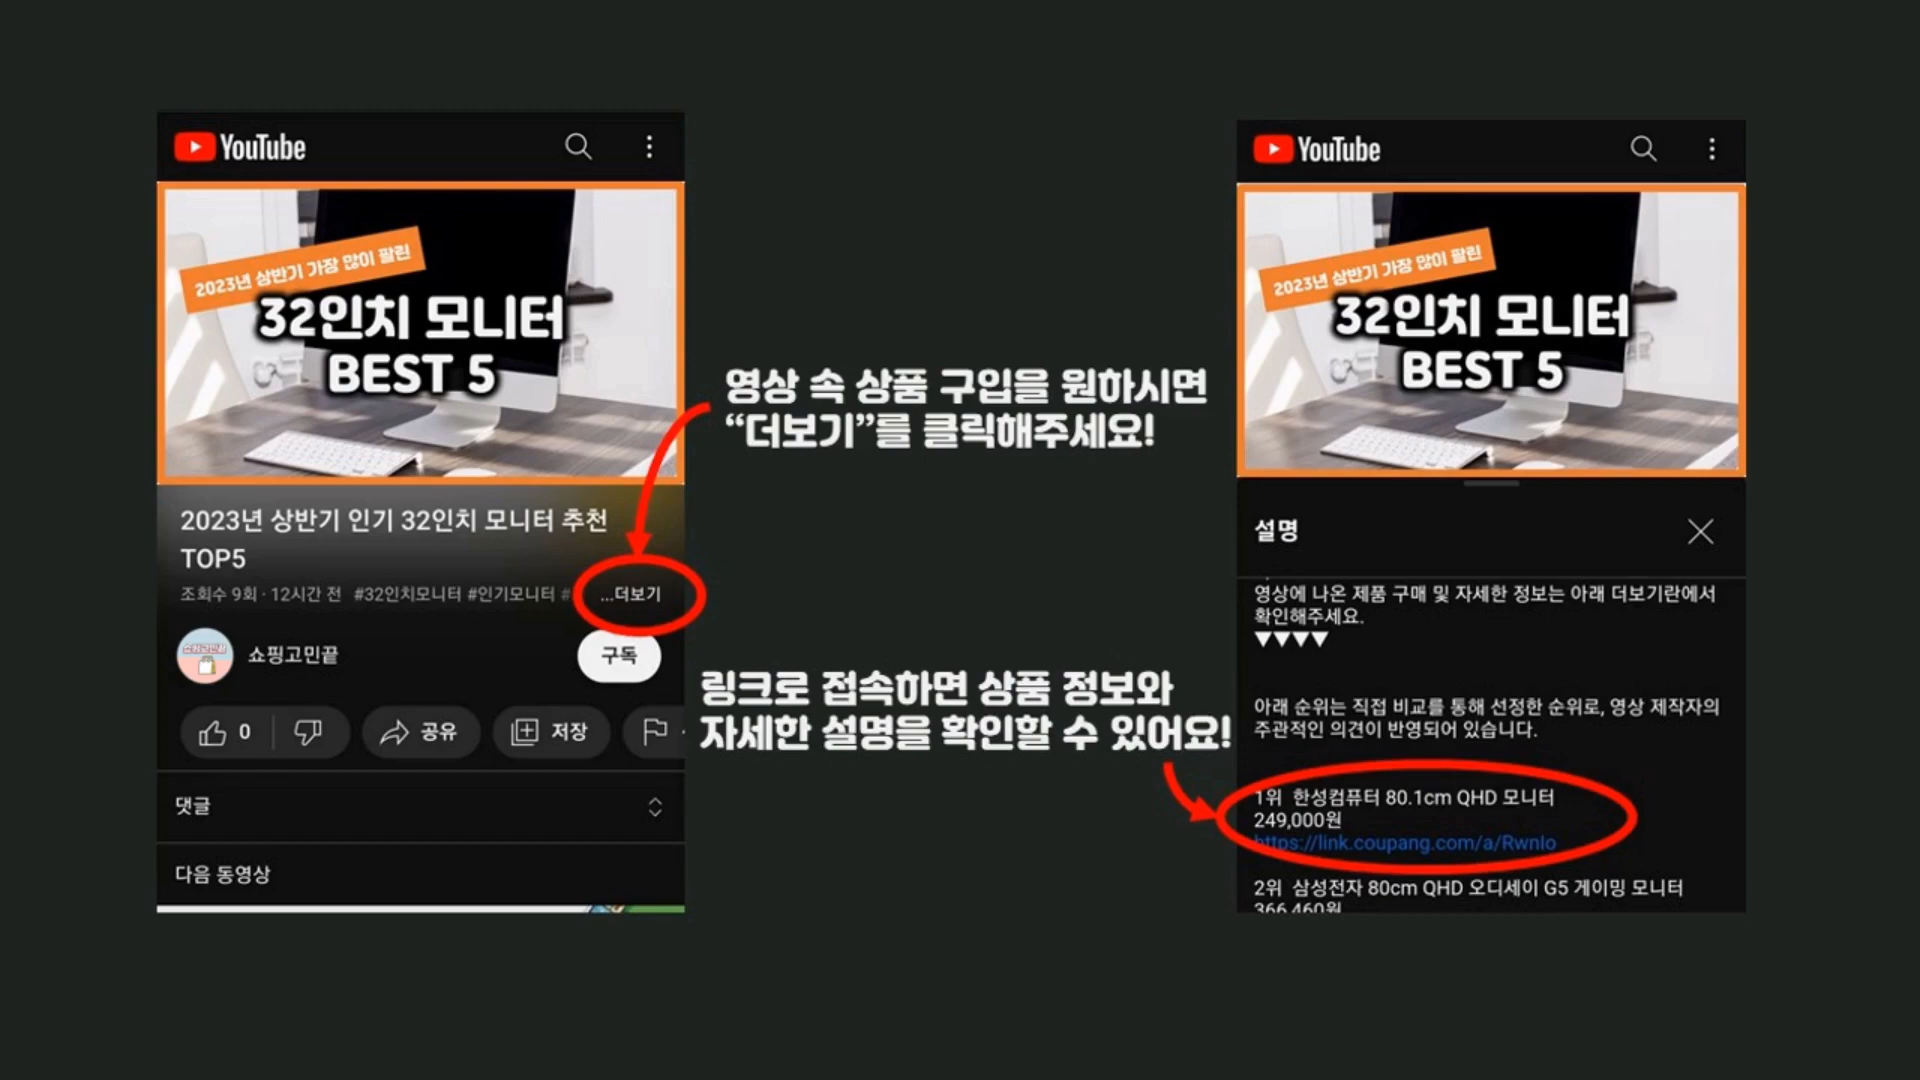 YouTube
2023년 상반기 가장 많이 팔린
32인치 모니터
BEST 5
2023년 상반기 인기 32인치 모니터 추천
TOP5
조회수 9회 · 12시간 전 #32인치모니터 #인기모니터 # ...더보기
쇼핑고민끝
쇼핑고민끝
구독
0
공유
저장
댓글
다음 동영상
영상 속 상품 구입을 원하시면
“더보기”를 클릭해주세요!
링크로 접속하면 상품 정보와
자세한 설명을 확인할 수 있어요!
YouTube
2023년 상반기 가장 많이 팔린
32인치 모니터
BEST 5
설명
영상에 나온 제품 구매 및 자세한 정보는 아래 더보기란에서
확인해주세요.
▼▼▼▼
아래 순위는 직접 비교를 통해 선정한 순위로, 영상 제작자의
주관적인 의견이 반영되어 있습니다.
1위 한성컴퓨터 80.1cm QHD 모니터
249,000원
https://link.coupang.com/a/Rwnlo
2위 삼성전자 80cm QHD 오디세이 G5 게이밍 모니터
366,460원